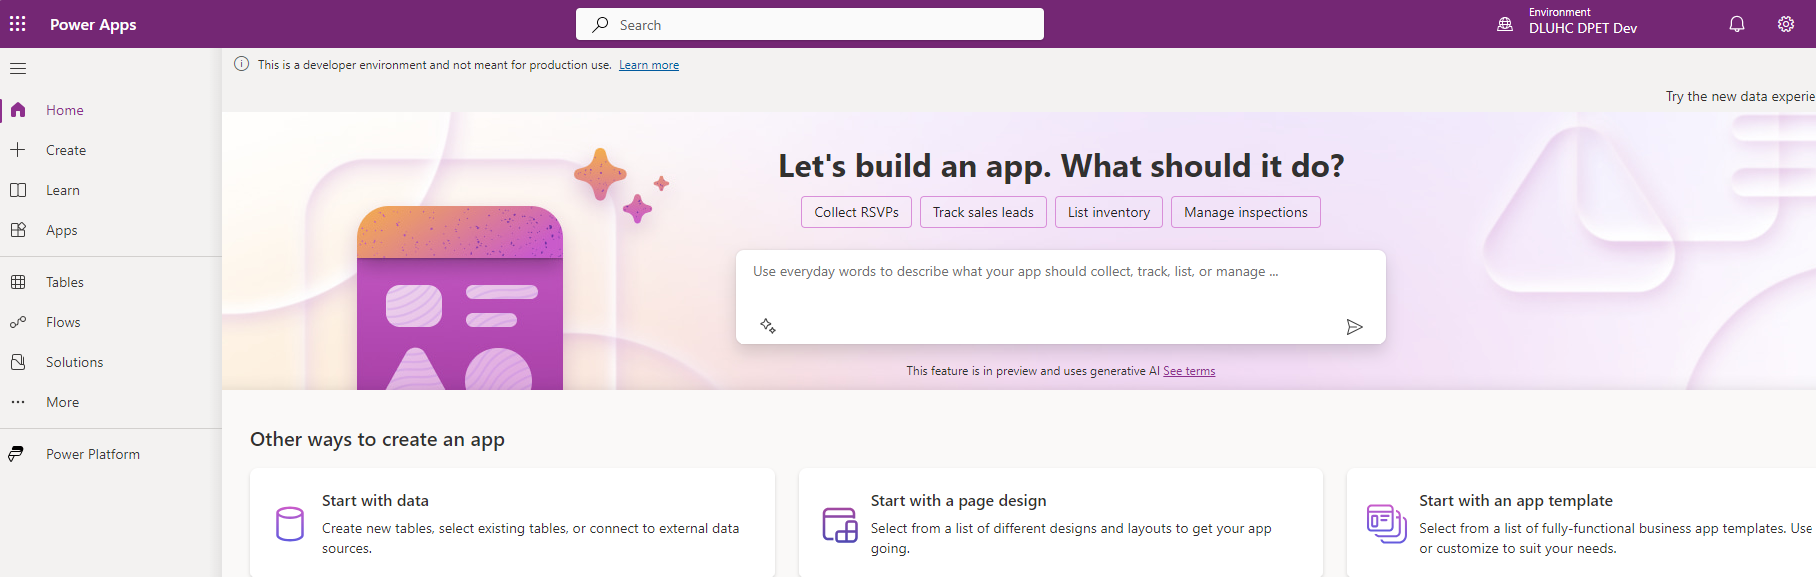 Power Apps
Search
Environment
DLUHC DPET Dev
This is a developer environment and not meant for production use. Learn more
Try the new data experie
Home
Create
Learn
Apps
Tables
Flows
Solutions
More
Power Platform
Let's build an app. What should it do?
Collect RSVPs
Track sales leads
List inventory
Manage inspections
Use everyday words to describe what your app should collect, track, list, or manage ...
This feature is in preview and uses generative AI See terms
Other ways to create an app
Start with data
Create new tables, select existing tables, or connect to external data
sources.
Start with a page design
Select from a list of different designs and layouts to get your app
going.
Start with an app template
Select from a list of fully-functional business app templates. Use
or customize to suit your needs.